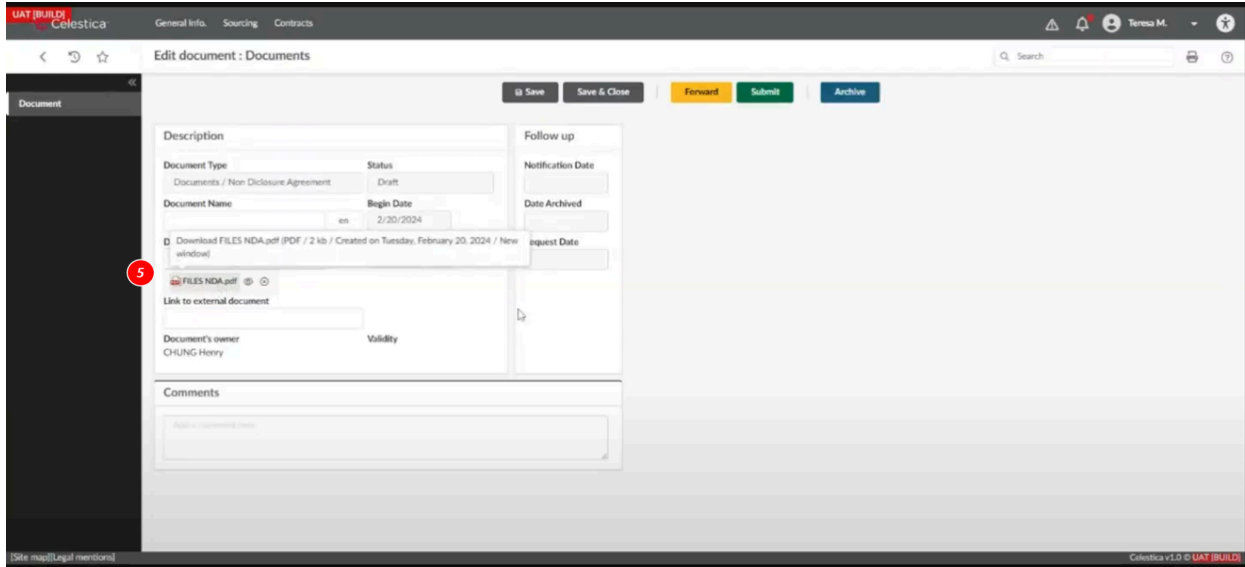 UAT [BUILD]
Celestica
General Info. Sourcing Contracts
Teresa M.
Edit document : Documents
Search
Document
Save Save & Close Forward Submit Archive
Description
Follow up
Document Type Status Notification Date
Documents / Non Diclosure Agreement Draft
Document Name Begin Date Date Archived
en 2/20/2024
D
Download FILES NDA.pdf (PDF / 2 kb / Created on Tuesday, February 20, 2024 / New window)
equest Date
5
FILES NDA.pdf
Link to external document
Document's owner Validity
CHUNG Henry
Comments
Add a comment here
[Site map][Legal mentions]
Celestica v1.0 © UAT [BUILD]